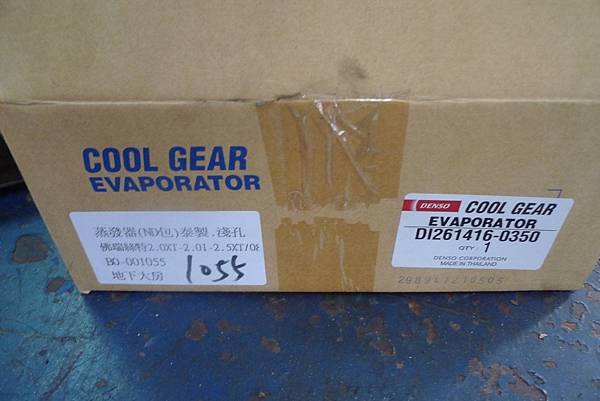 COOL GEAR
EVAPORATOR
蒸發器(ND包)泰製.淺孔
佛瑞絲特2.0XT-2.0I-2.5XT/08
BO-001055
地下大房
1055
DENSO COOL GEAR
EVAPORATOR
DI261416-0350
QTY : 1
DENSO CORPORATION
MADE IN THAILAND